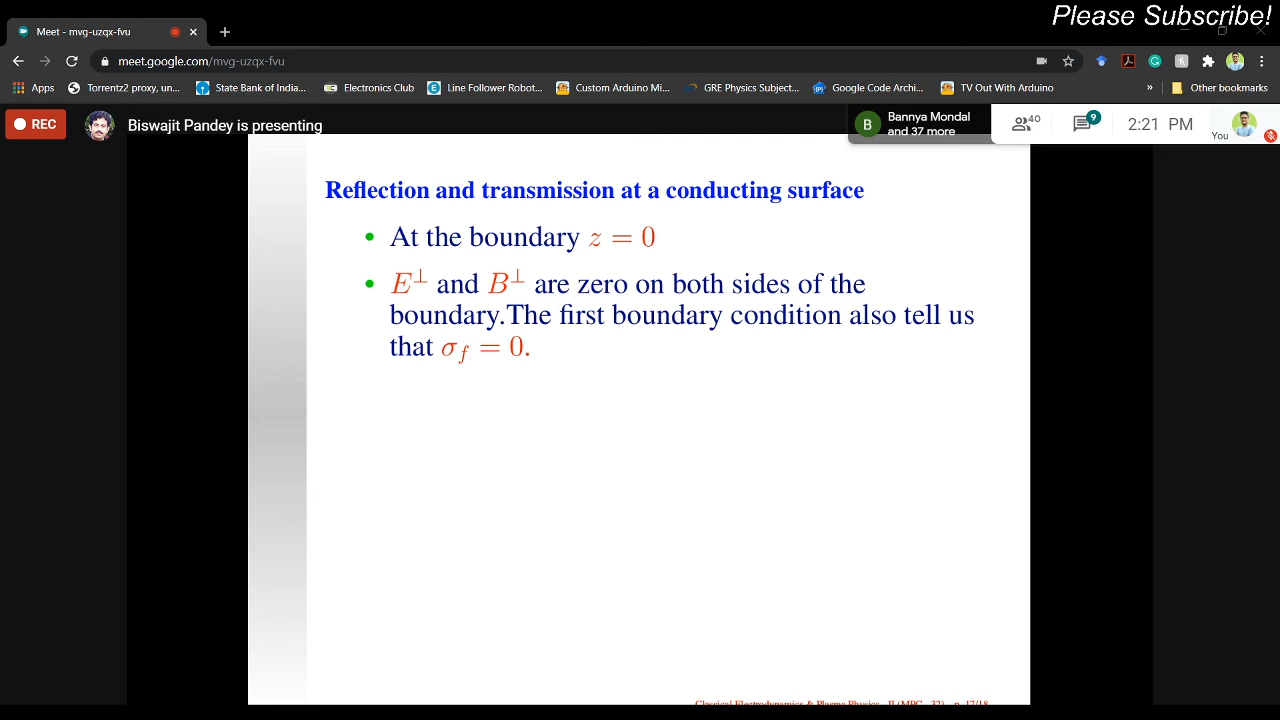 Please Subscribe!
Meet - mvg-uzqx-fvu
meet.google.com/mvg-uzqx-fvu
Apps Torrentz2 proxy, un... State Bank of India... Electronics Club Line Follower Robot... Custom Arduino Mi... GRE Physics Subject... Google Code Archi... TV Out With Arduino » Other bookmarks
REC Biswajit Pandey is presenting
B Bannya Mondal
and 37 more
40 9 2:21 PM You
Reflection and transmission at a conducting surface
• At the boundary z = 0
• E⊥ and B⊥ are zero on both sides of the
boundary.The first boundary condition also tell us
that σf = 0.
Classical Electrodynamics & Plasma Physics